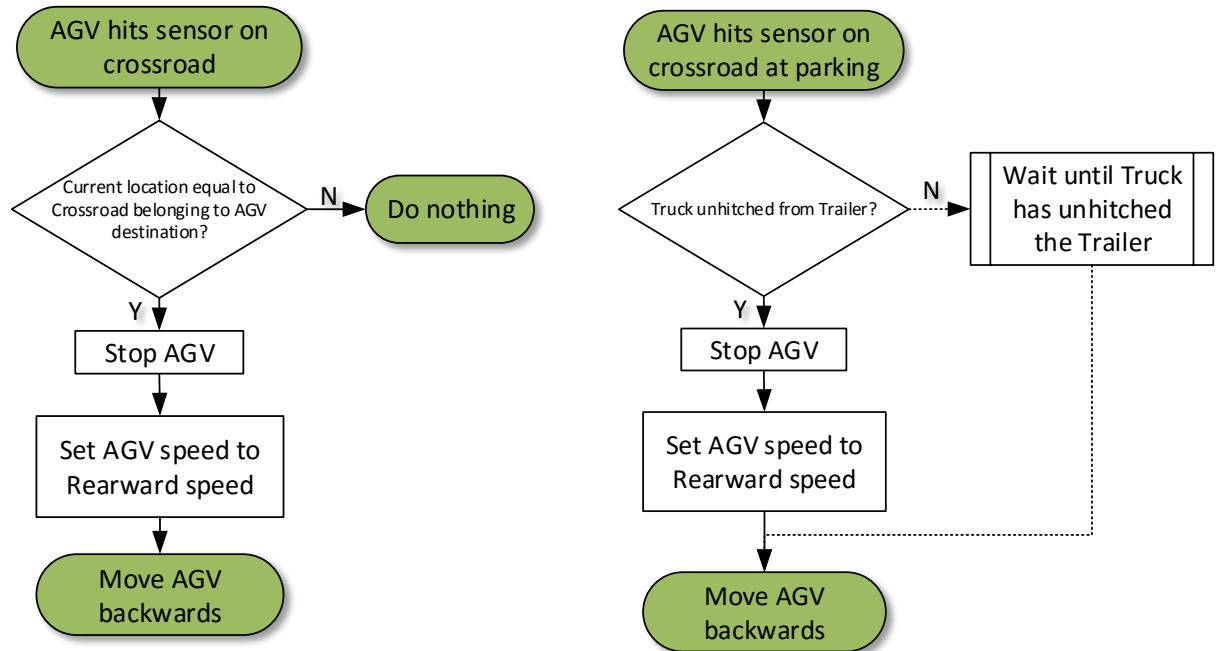 AGV hits sensor on
crossroad
Current location equal to
Crossroad belonging to AGV
destination?
N
Do nothing
Y
Stop AGV
Set AGV speed to
Rearward speed
Move AGV
backwards
AGV hits sensor on
crossroad at parking
Truck unhitched from Trailer?
N
Wait until Truck
has unhitched
the Trailer
Y
Stop AGV
Set AGV speed to
Rearward speed
Move AGV
backwards